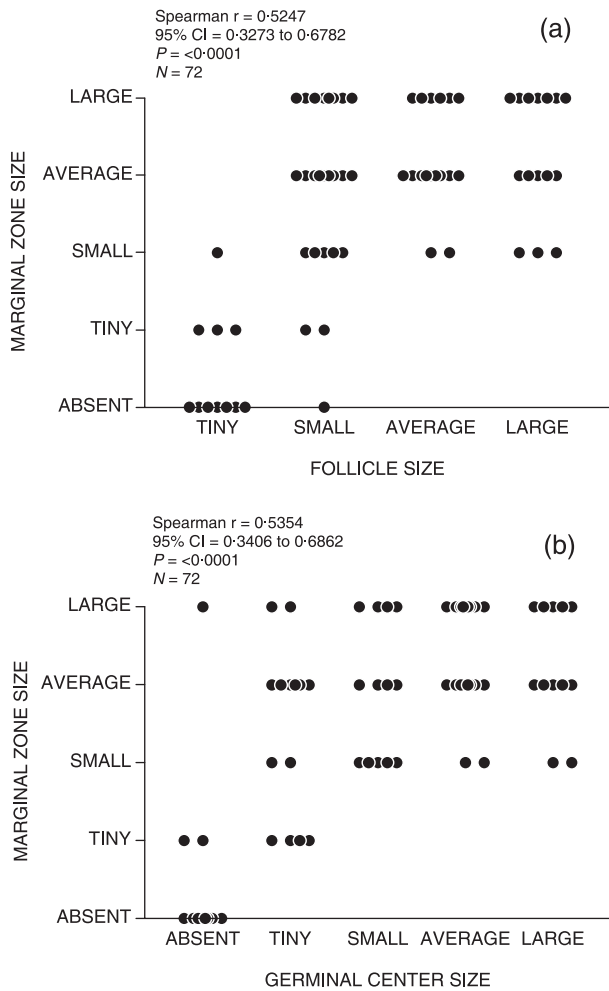 Spearman r = 0·5247
95% CI = 0·3273 to 0·6782
P = <0·0001
N = 72
(a)
LARGE
AVERAGE
SMALL
TINY
ABSENT
MARGINAL ZONE SIZE
TINY SMALL AVERAGE LARGE
FOLLICLE SIZE
Spearman r = 0·5354
95% CI = 0·3406 to 0·6862
P = <0·0001
N = 72
(b)
LARGE
AVERAGE
SMALL
TINY
ABSENT
MARGINAL ZONE SIZE
ABSENT TINY SMALL AVERAGE LARGE
GERMINAL CENTER SIZE